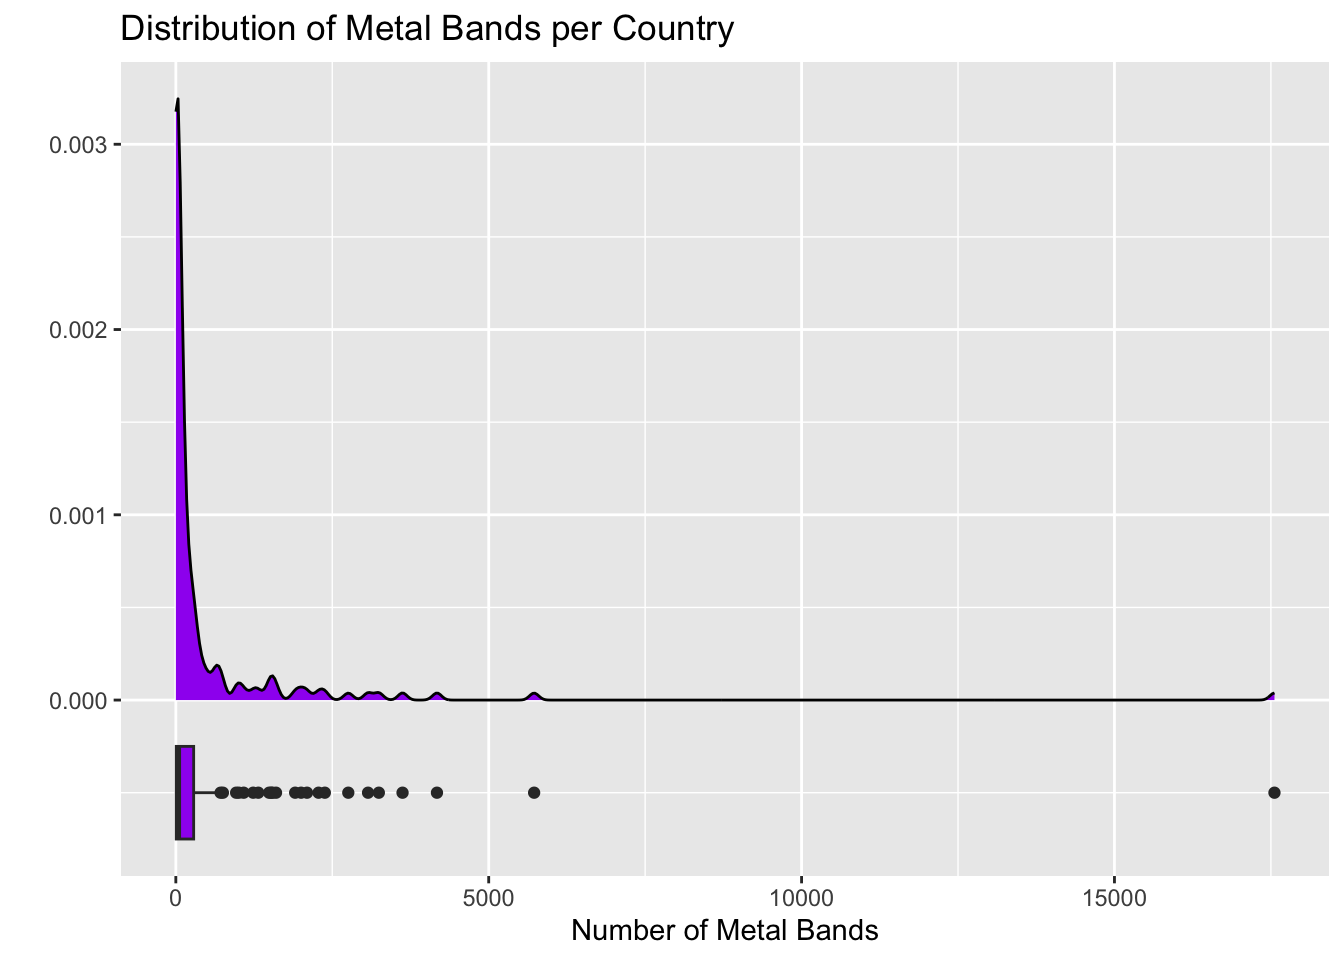 Distribution of Metal Bands per Country
0.003
0.002
0.001
0.000
0 5000 10000 15000
Number of Metal Bands